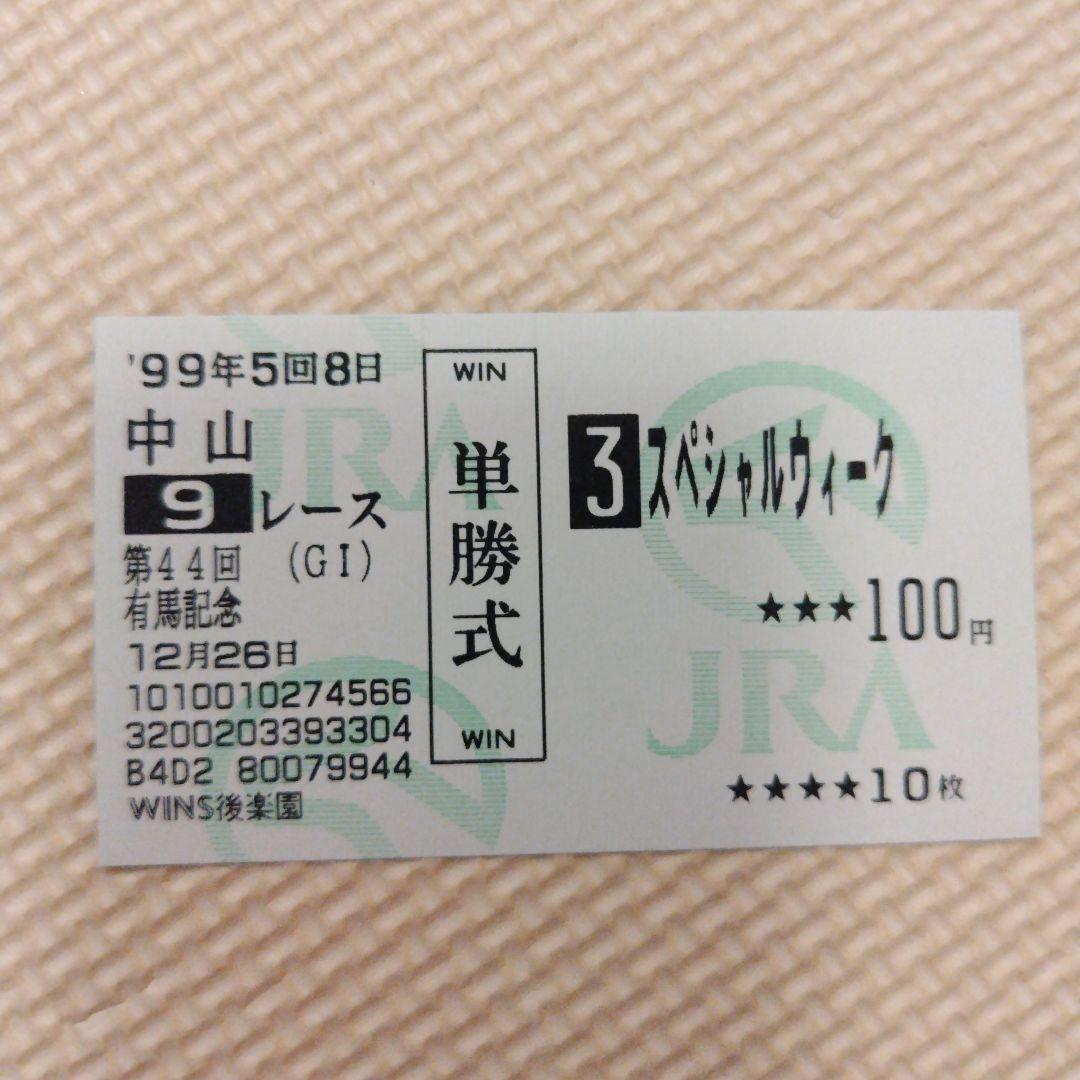 '99年5回8日
中山
9レース
第44回 (GI)
有馬記念
12月26日
1010010274566
3200203393304
B4D2 80079944
WINS後楽園
WIN
単勝式
WIN
3 スペシャルウィーク
★★★100円
★★★★10枚
JRA
JRA